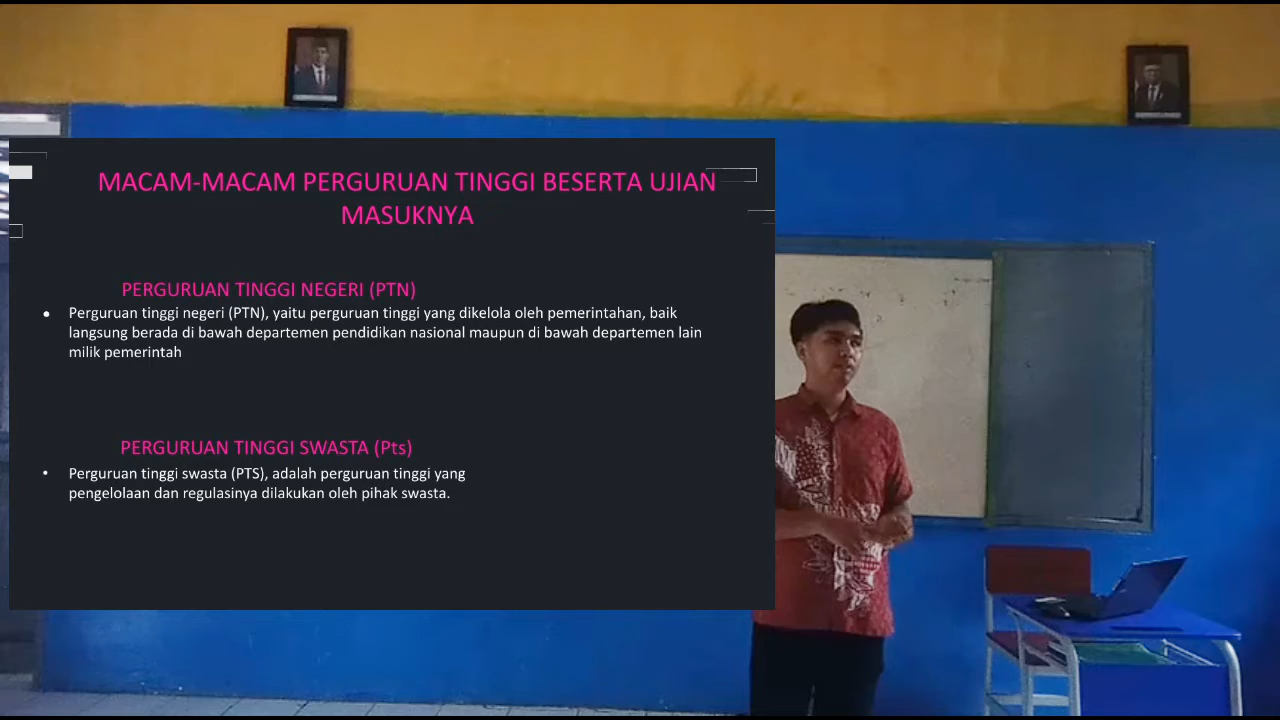 MACAM-MACAM PERGURUAN TINGGI BESERTA UJIAN
MASUKNYA
PERGURUAN TINGGI NEGERI (PTN)
• Perguruan tinggi negeri (PTN), yaitu perguruan tinggi yang dikelola oleh pemerintahan, baik
langsung berada di bawah departemen pendidikan nasional maupun di bawah departemen lain
milik pemerintah
PERGURUAN TINGGI SWASTA (Pts)
• Perguruan tinggi swasta (PTS), adalah perguruan tinggi yang
pengelolaan dan regulasinya dilakukan oleh pihak swasta.